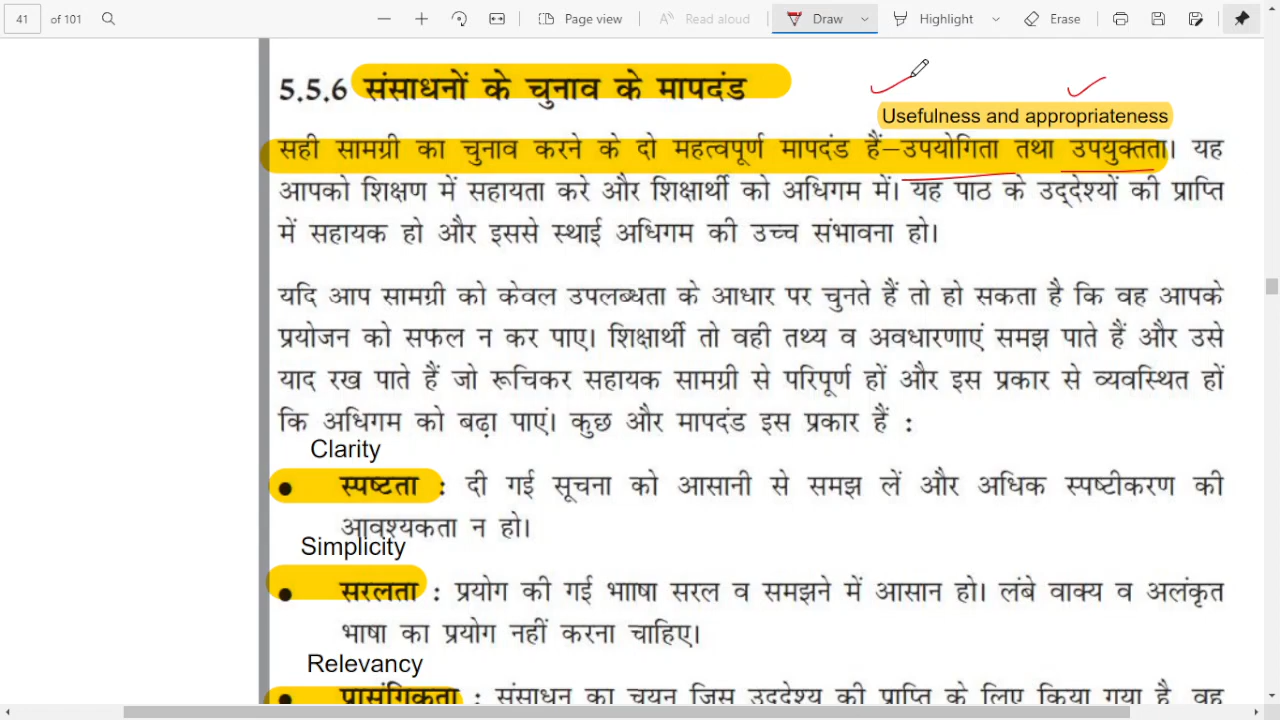 41 of 101 Page view Read aloud Draw Highlight Erase
5.5.6 संसाधनों के चुनाव के मापदंड
Usefulness and appropriateness
सही सामग्री का चुनाव करने के दो महत्वपूर्ण मापदंड हैं–उपयोगिता तथा उपयुक्तता। यह
आपको शिक्षण में सहायता करे और शिक्षार्थी को अधिगम में। यह पाठ के उद्देश्यों की प्राप्ति
में सहायक हो और इससे स्थाई अधिगम की उच्च संभावना हो।
यदि आप सामग्री को केवल उपलब्धता के आधार पर चुनते हैं तो हो सकता है कि वह आपके
प्रयोजन को सफल न कर पाए। शिक्षार्थी तो वही तथ्य व अवधारणाएं समझ पाते हैं और उसे
याद रख पाते हैं जो रूचिकर सहायक सामग्री से परिपूर्ण हों और इस प्रकार से व्यवस्थित हों
कि अधिगम को बढ़ा पाएं। कुछ और मापदंड इस प्रकार हैं :
Clarity
● स्पष्टता : दी गई सूचना को आसानी से समझ लें और अधिक स्पष्टीकरण की
आवश्यकता न हो।
Simplicity
● सरलता : प्रयोग की गई भााषा सरल व समझने में आसान हो। लंबे वाक्य व अलंकृत
भाषा का प्रयोग नहीं करना चाहिए।
Relevancy
● प्रासंगिकता : संसाधन का चयन जिस उद्देश्य की प्राप्ति के लिए किया गया है, वह